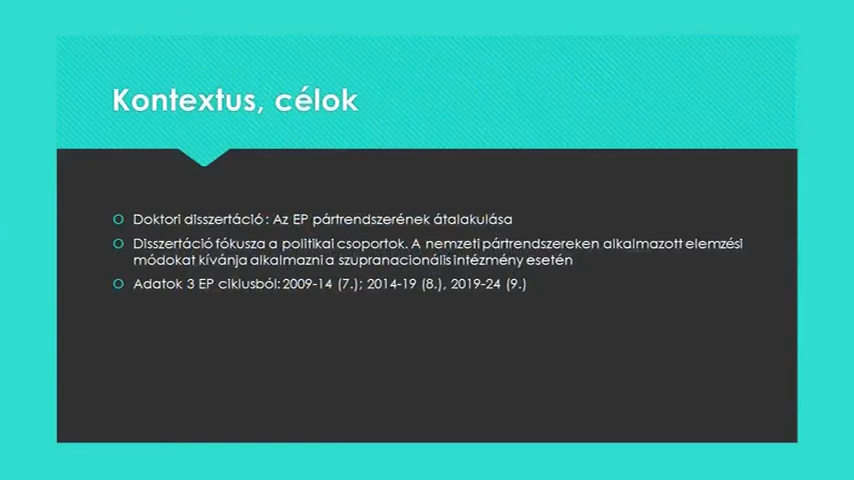 Kontextus, célok
Doktori disszertáció : Az EP pártrendszerének átalakulása
Disszertáció fókusza a politikai csoportok. A nemzeti pártrendszereken alkalmazott elemzési
módokat kívánja alkalmazni a szupranacionális intézmény esetén
Adatok 3 EP ciklusból: 2009-14 (7.); 2014-19 (8.), 2019-24 (9.)